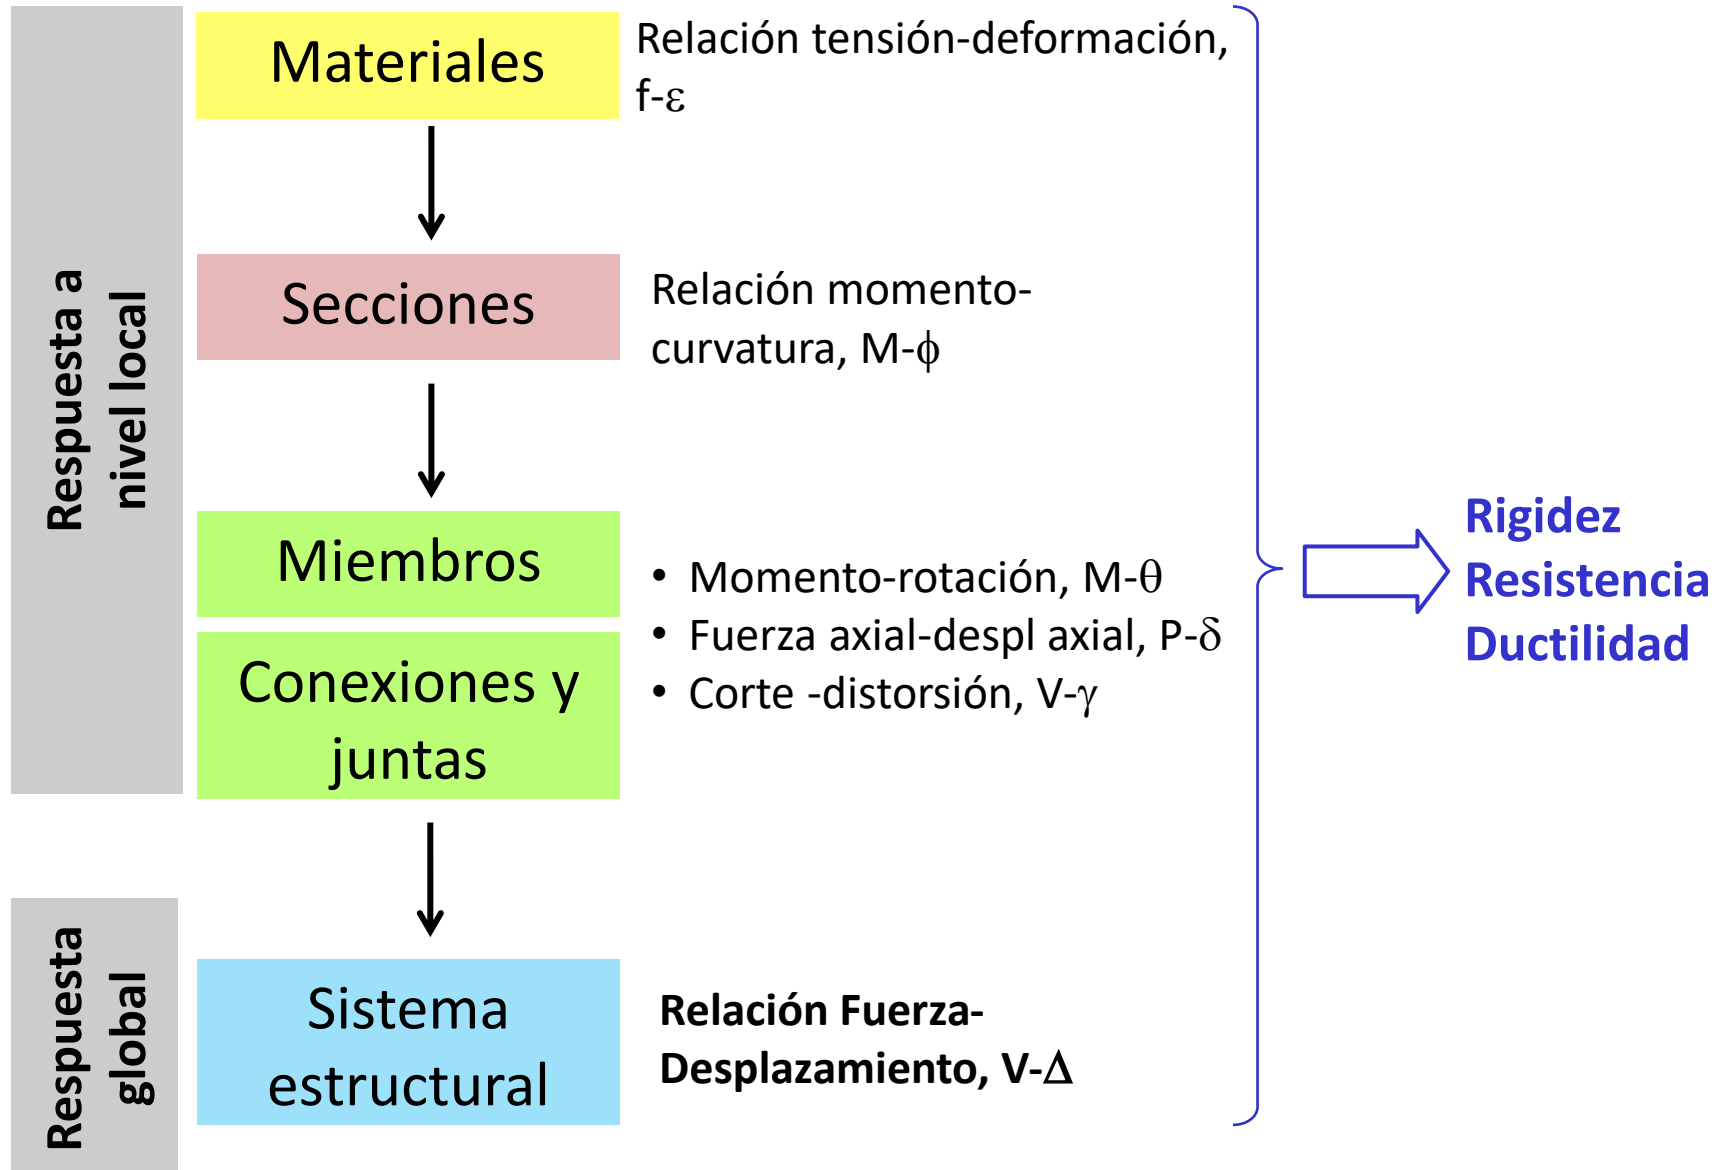 Respuesta a
nivel local
Materiales
Relación tensión-deformación,
f-ε
Secciones
Relación momento-
curvatura, M-ϕ
Miembros
Conexiones y
juntas
• Momento-rotación, M-θ
• Fuerza axial-despl axial, P-δ
• Corte -distorsión, V-γ
Respuesta
global
Sistema
estructural
Relación Fuerza-
Desplazamiento, V-Δ
Rigidez
Resistencia
Ductilidad